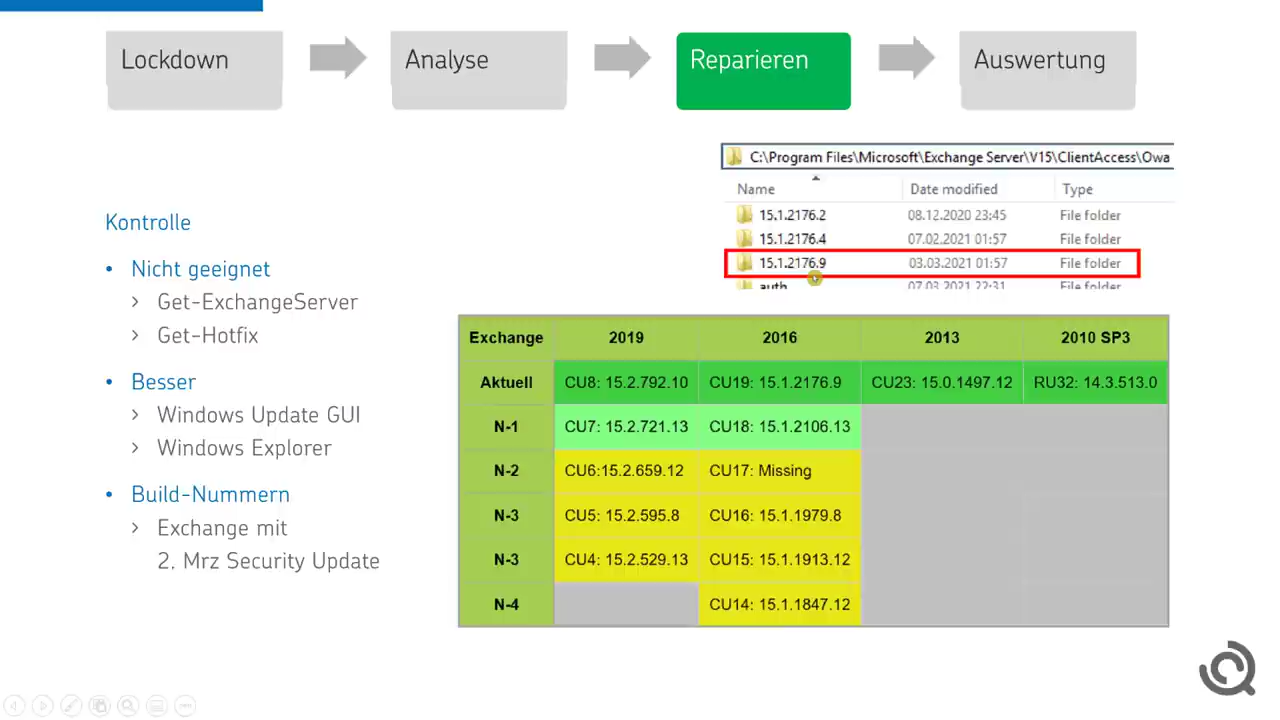 Lockdown
Analyse
Reparieren
Auswertung
C:\Program Files\Microsoft\Exchange Server\V15\ClientAccess\Owa
Name Date modified Type
15.1.2176.2 08.12.2020 23:45 File folder
15.1.2176.4 07.02.2021 01:57 File folder
15.1.2176.9 03.03.2021 01:57 File folder
auth 07.03.2021 22:31 File folder
Kontrolle
• Nicht geeignet
› Get-ExchangeServer
› Get-Hotfix
• Besser
› Windows Update GUI
› Windows Explorer
• Build-Nummern
› Exchange mit
2. Mrz Security Update
Exchange 2019 2016 2013 2010 SP3
Aktuell CU8: 15.2.792.10 CU19: 15.1.2176.9 CU23: 15.0.1497.12 RU32: 14.3.513.0
N-1 CU7: 15.2.721.13 CU18: 15.1.2106.13
N-2 CU6:15.2.659.12 CU17: Missing
N-3 CU5: 15.2.595.8 CU16: 15.1.1979.8
N-3 CU4: 15.2.529.13 CU15: 15.1.1913.12
N-4 CU14: 15.1.1847.12